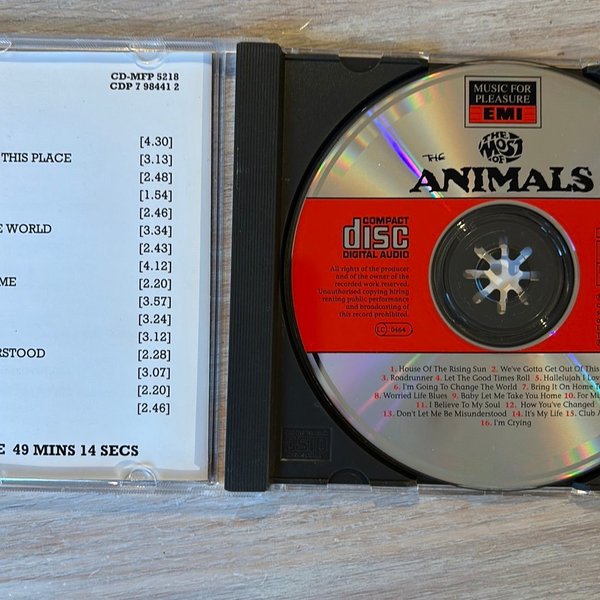 CD-MFP 5218
CDP 7 98441 2
[4.30]
THIS PLACE [3.13]
[2.48]
[1.54]
[2.46]
WORLD [3.34]
[2.43]
[4.12]
ME [2.20]
[3.57]
[3.24]
[3.12]
RSTOOD [2.28]
[3.07]
[2.20]
[2.46]
E 49 MINS 14 SECS
MUSIC FOR
PLEASURE
EMI
THE
MOST
OF
THE
ANIMALS
COMPACT
disc
DIGITAL AUDIO
All rights of the producer
and of the owner of the
recorded work reserved.
Unauthorised copying hiring,
renting public performance
and broadcasting of
this record prohibited.
LC 0464
1. House Of The Rising Sun 2. We've Gotta Get Out Of This
3. Roadrunner 4. Let The Good Times Roll 5. Hallelujah I Lov
6. I'm Going To Change The World 7. Bring It On Home T
8. Worried Life Blues 9. Baby Let Me Take You Home 10. For Mi
11. I Believe To My Soul 12. How You've Changed
13. Don't Let Me Be Misunderstood 14. It's My Life 15. Club A
16. I'm Crying